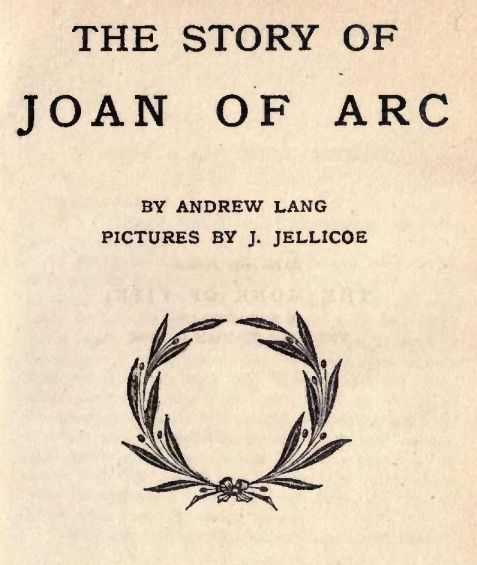 THE STORY OF
JOAN OF ARC
BY ANDREW LANG
PICTURES BY J. JELLICOE